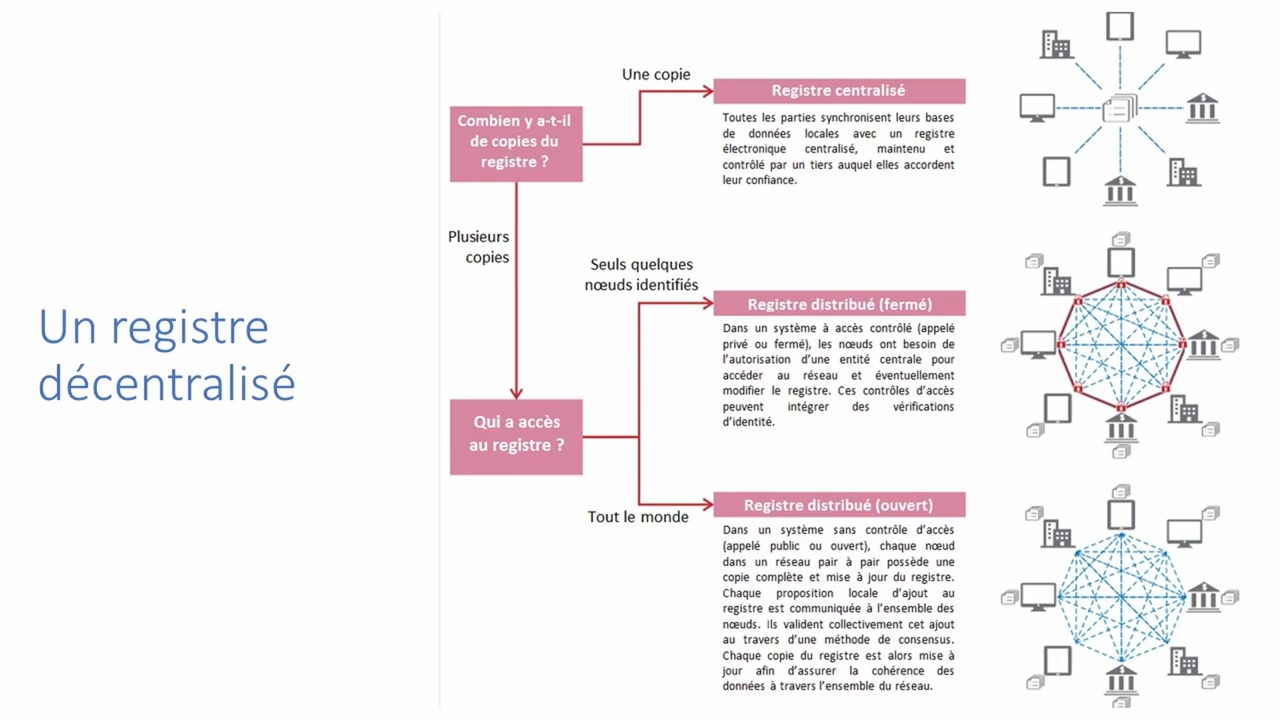 Un registre
décentralisé
Combien y a-t-il
de copies du
registre ?
Une copie
Registre centralisé
Toutes les parties synchronisent leurs bases
de données locales avec un registre
électronique centralisé, maintenu et
contrôlé par un tiers auquel elles accordent
leur confiance.
Plusieurs
copies
Qui a accès
au registre ?
Seuls quelques
nœuds identifiés
Registre distribué (fermé)
Dans un système à accès contrôlé (appelé
privé ou fermé), les nœuds ont besoin de
l'autorisation d'une entité centrale pour
accéder au réseau et éventuellement
modifier le registre. Ces contrôles d'accès
peuvent intégrer des vérifications
d'identité.
Tout le monde
Registre distribué (ouvert)
Dans un système sans contrôle d'accès
(appelé public ou ouvert), chaque nœud
dans un réseau pair à pair possède une
copie complète et mise à jour du registre.
Chaque proposition locale d'ajout au
registre est communiquée à l'ensemble des
nœuds. Ils valident collectivement cet ajout
au travers d'une méthode de consensus.
Chaque copie du registre est alors mise à
jour afin d'assurer la cohérence des
données à travers l'ensemble du réseau.